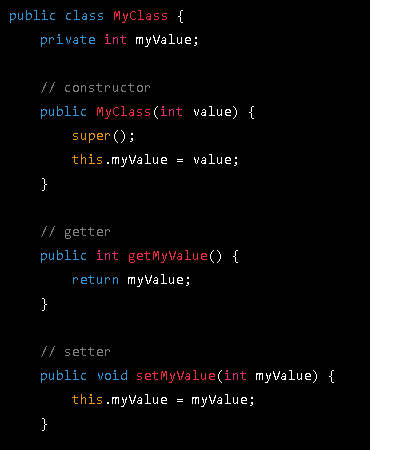 public class MyClass {
    private int myValue;

    // constructor
    public MyClass(int value) {
        super();
        this.myValue = value;
    }

    // getter
    public int getMyValue() {
        return myValue;
    }

    // setter
    public void setMyValue(int myValue) {
        this.myValue = myValue;
    }